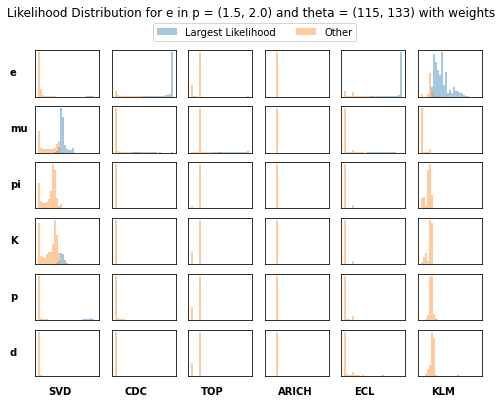 Likelihood Distribution for e in p = (1.5, 2.0) and theta = (115, 133) with weights
Largest Likelihood Other
e
mu
pi
K
p
d
SVD CDC TOP ARICH ECL KLM